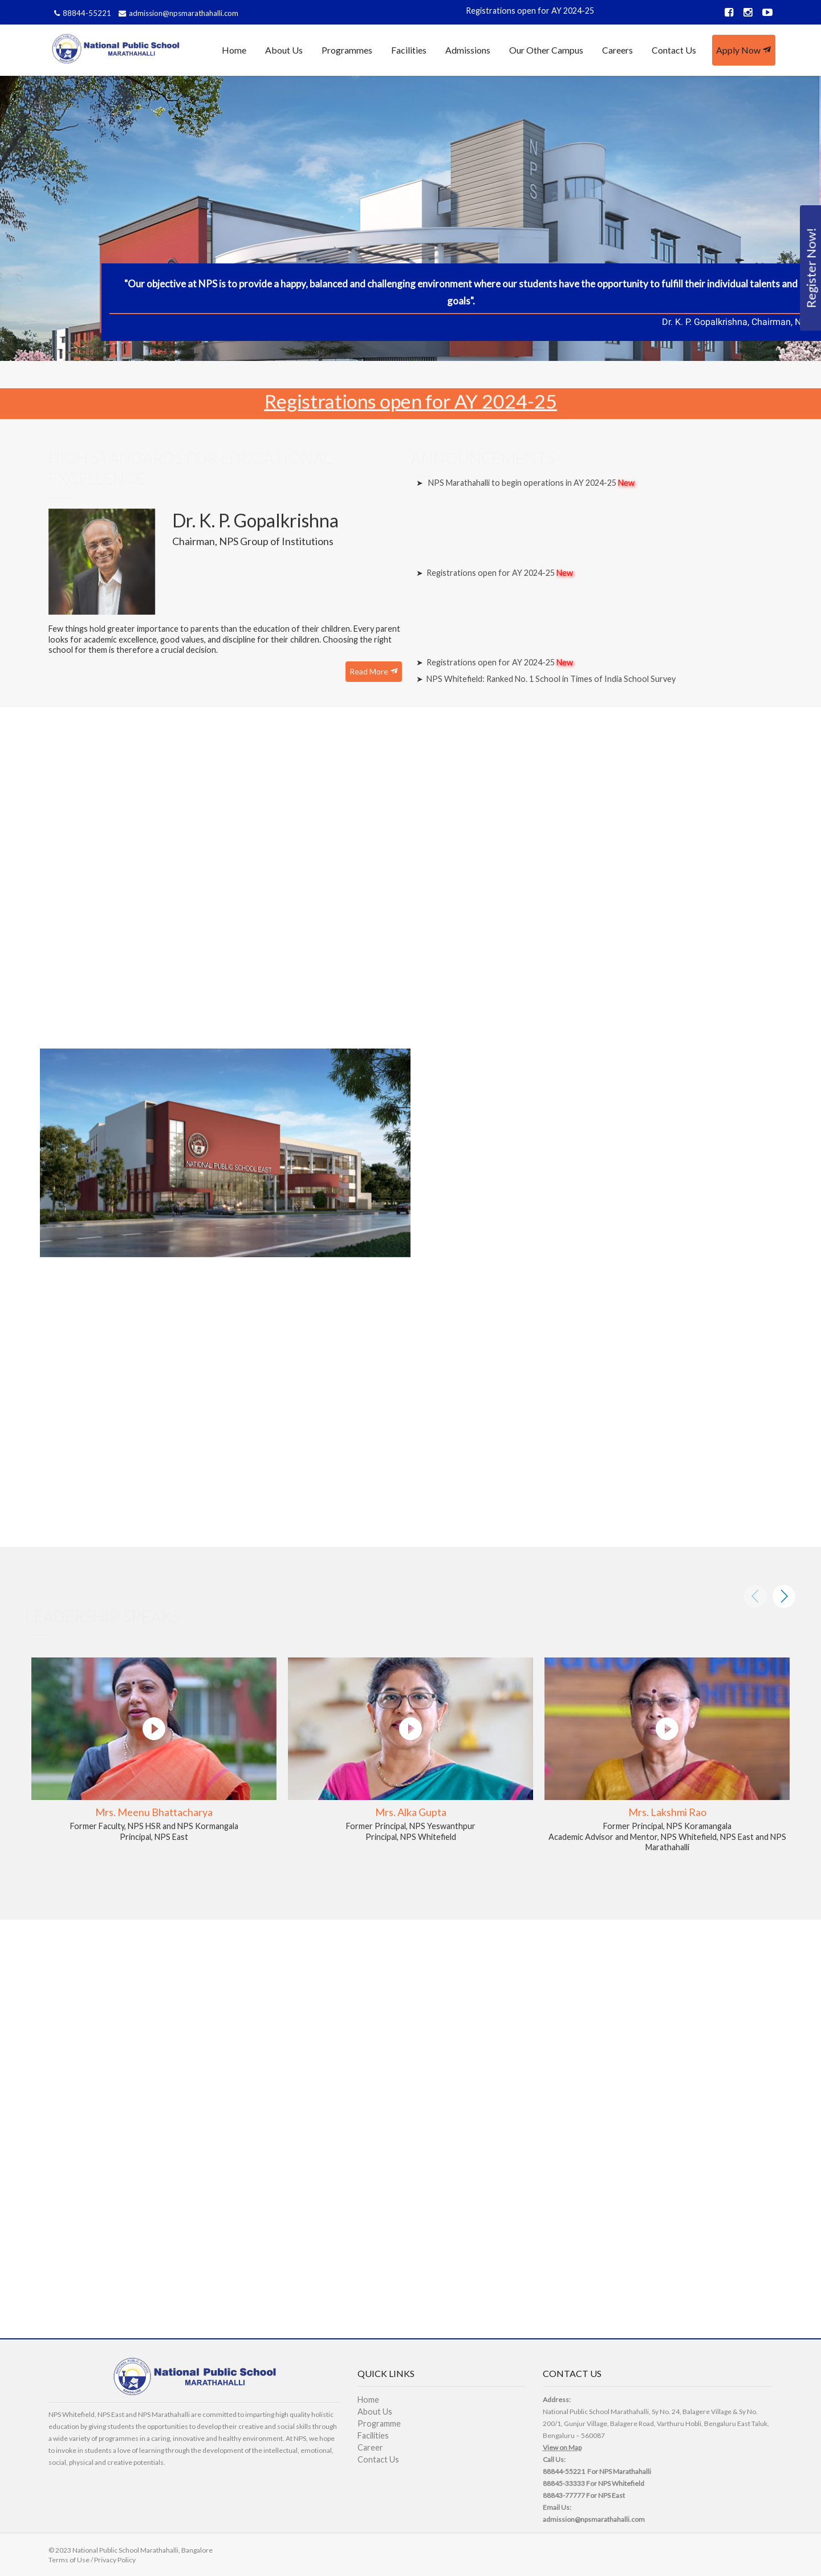 88844-55221 admission@npsmarathahalli.com
Registrations open for AY 2024-25
National Public School
MARATHAHALLI
Home About Us Programmes Facilities Admissions Our Other Campus Careers Contact Us Apply Now
NPS
Register Now!
"Our objective at NPS is to provide a happy, balanced and challenging environment where our students have the opportunity to fulfill their individual talents and
goals".
Dr. K. P. Gopalkrishna, Chairman, N
Registrations open for AY 2024-25
Dr. K. P. Gopalkrishna
Chairman, NPS Group of Institutions
Few things hold greater importance to parents than the education of their children. Every parent
looks for academic excellence, good values, and discipline for their children. Choosing the right
school for them is therefore a crucial decision.
Read More
➤ NPS Marathahalli to begin operations in AY 2024-25 New
➤ Registrations open for AY 2024-25 New
➤ Registrations open for AY 2024-25 New
➤ NPS Whitefield: Ranked No. 1 School in Times of India School Survey
NATIONAL PUBLIC SCHOOL EAST
Mrs. Meenu Bhattacharya
Former Faculty, NPS HSR and NPS Kormangala
Principal, NPS East
Mrs. Alka Gupta
Former Principal, NPS Yeswanthpur
Principal, NPS Whitefield
Mrs. Lakshmi Rao
Former Principal, NPS Koramangala
Academic Advisor and Mentor, NPS Whitefield, NPS East and NPS
Marathahalli
National Public School
MARATHAHALLI
NPS Whitefield, NPS East and NPS Marathahalli are committed to imparting high quality holistic
education by giving students the opportunities to develop their creative and social skills through
a wide variety of programmes in a caring, innovative and healthy environment. At NPS, we hope
to invoke in students a love of learning through the development of the intellectual, emotional,
social, physical and creative potentials.
QUICK LINKS
Home
About Us
Programme
Facilities
Career
Contact Us
CONTACT US
Address:
National Public School Marathahalli, Sy No. 24, Balagere Village & Sy No.
200/1, Gunjur Village, Balagere Road, Varthuru Hobli, Bengaluru East Taluk,
Bengaluru – 560087
View on Map
Call Us:
88844-55221 For NPS Marathahalli
88845-33333 For NPS Whitefield
88843-77777 For NPS East
Email Us:
admission@npsmarathahalli.com
© 2023 National Public School Marathahalli, Bangalore
Terms of Use / Privacy Policy